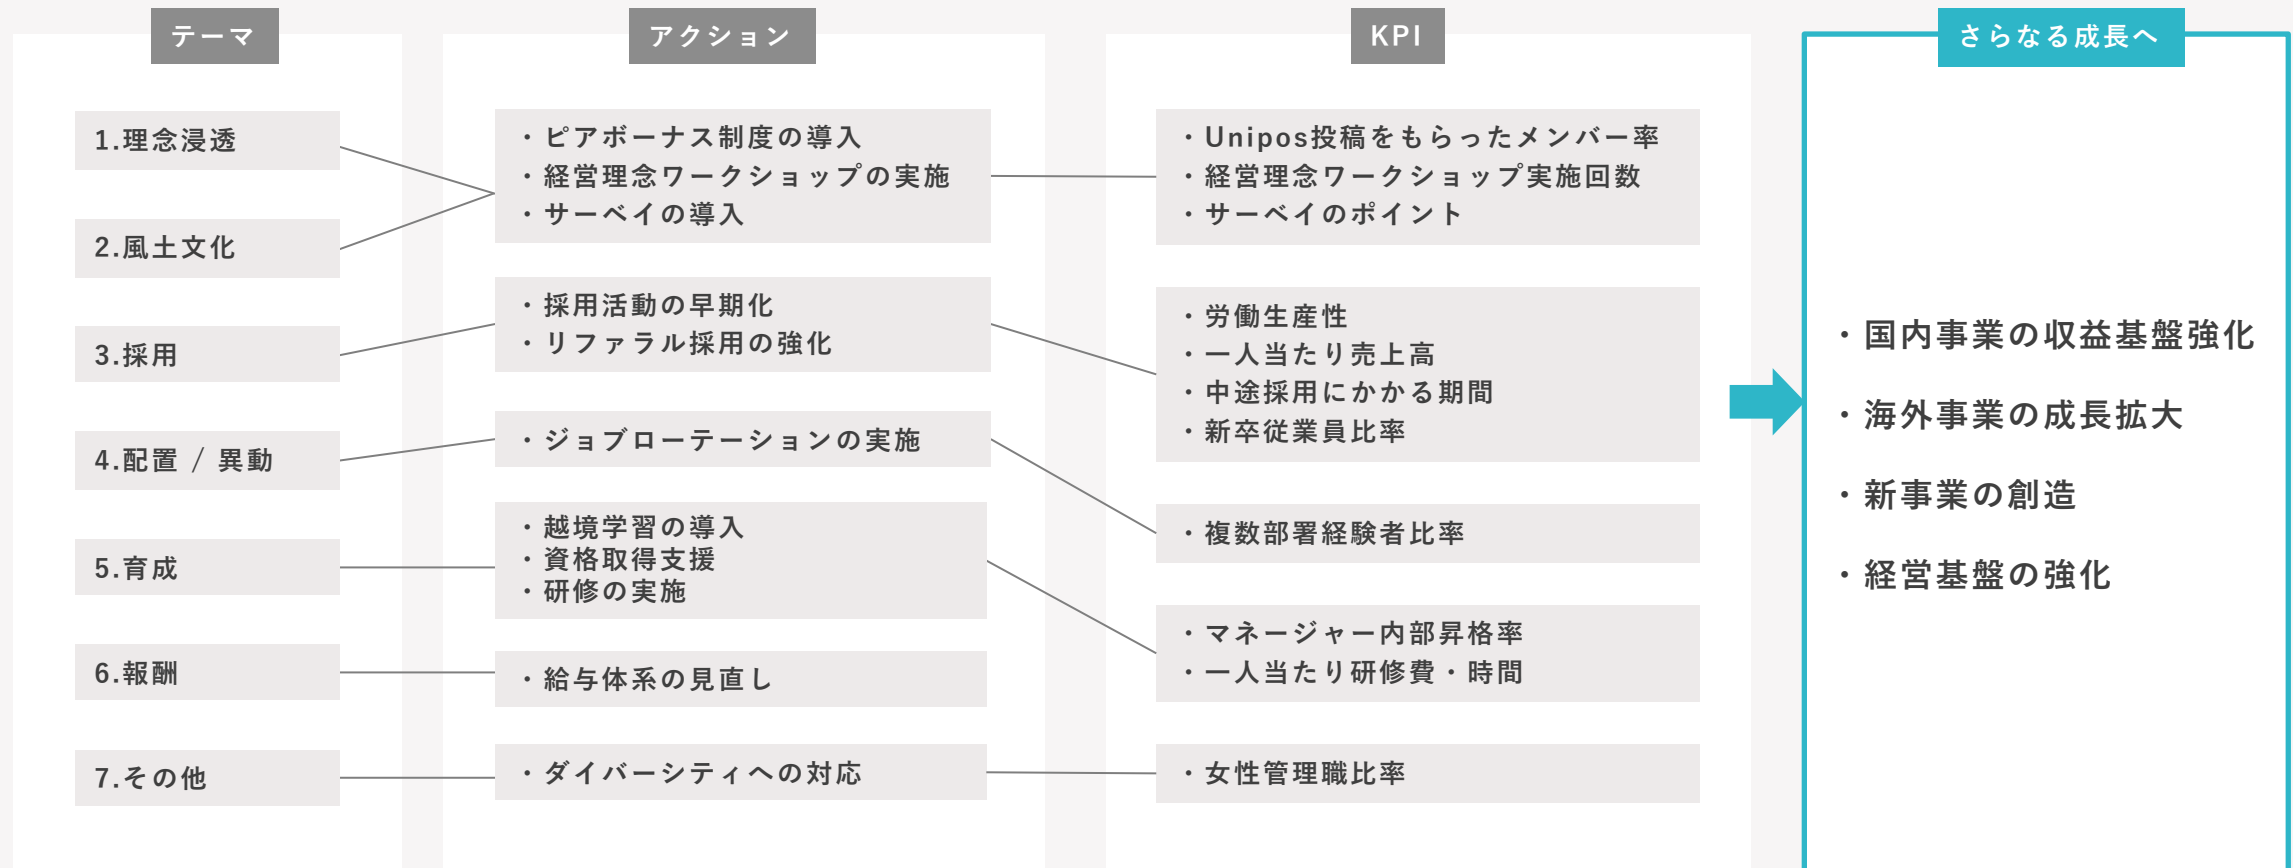 テーマ
1.理念浸透
2.風土文化
3.採用
4.配置 / 異動
5.育成
6.報酬
7.その他
アクション
・ピアボーナス制度の導入
・経営理念ワークショップの実施
・サーベイの導入
・採用活動の早期化
・リファラル採用の強化
・ジョブローテーションの実施
・越境学習の導入
・資格取得支援
・研修の実施
・給与体系の見直し
・ダイバーシティへの対応
KPI
・Unipos投稿をもらったメンバー率
・経営理念ワークショップ実施回数
・サーベイのポイント
・労働生産性
・一人当たり売上高
・中途採用にかかる期間
・新卒従業員比率
・複数部署経験者比率
・マネージャー内部昇格率
・一人当たり研修費・時間
・女性管理職比率
さらなる成長へ
・国内事業の収益基盤強化
・海外事業の成長拡大
・新事業の創造
・経営基盤の強化